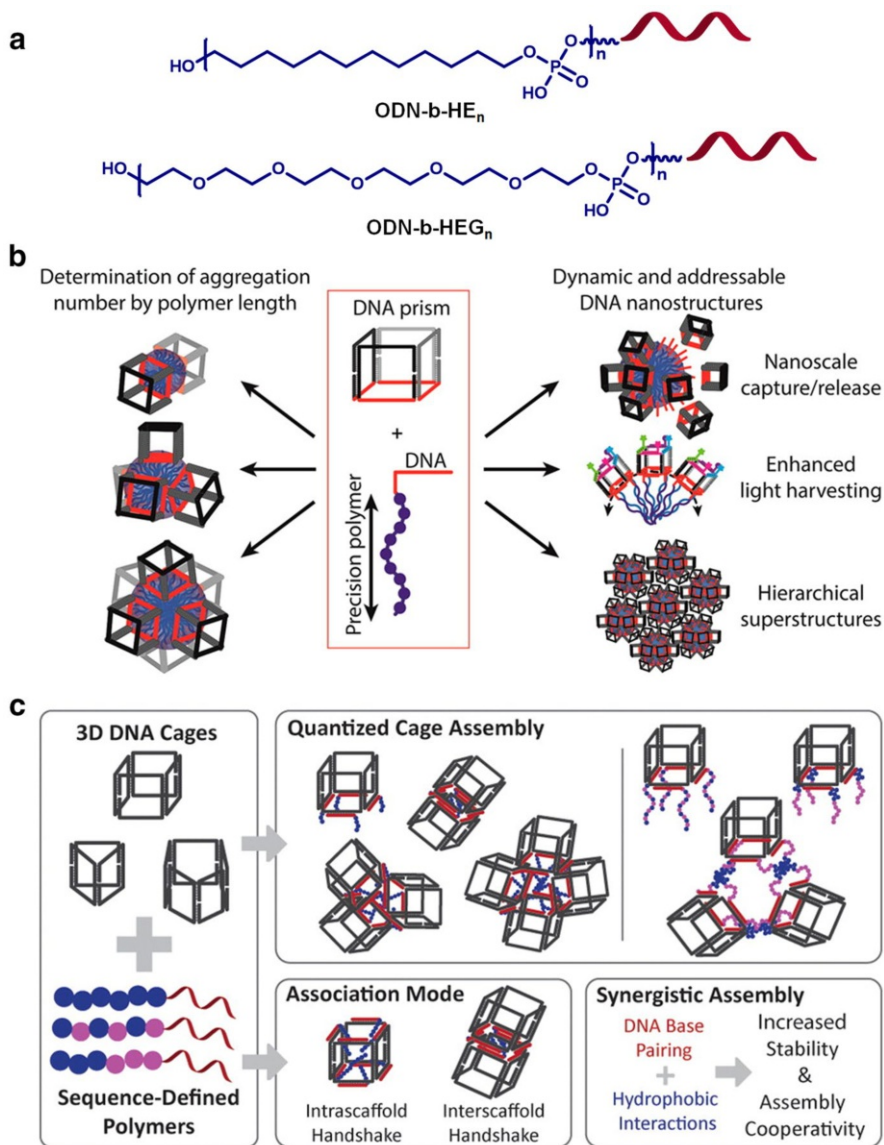 a
HO
O
O
P
n
HO
O
ODN-b-HEn
HO
O
O
O
O
O
O
O
P
n
HO
O
ODN-b-HEGn
b
Determination of aggregation
number by polymer length
DNA prism
+
DNA
Precision polymer
Dynamic and addressable
DNA nanostructures
Nanoscale
capture/release
Enhanced
light harvesting
Hierarchical
superstructures
c
3D DNA Cages
Sequence-Defined
Polymers
Quantized Cage Assembly
Association Mode
Intrascaffold
Handshake
Interscaffold
Handshake
Synergistic Assembly
DNA Base
Pairing
+
Hydrophobic
Interactions
Increased
Stability
&
Assembly
Cooperativity